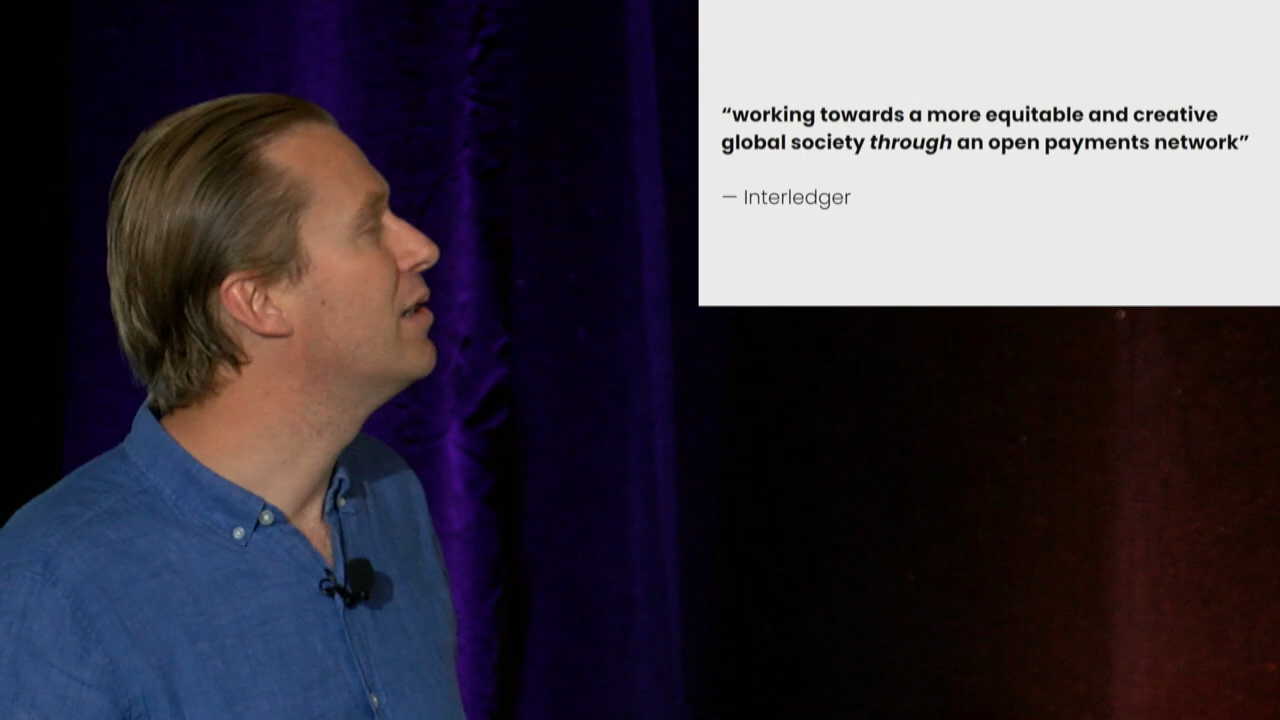 “working towards a more equitable and creative
global society through an open payments network”
— Interledger